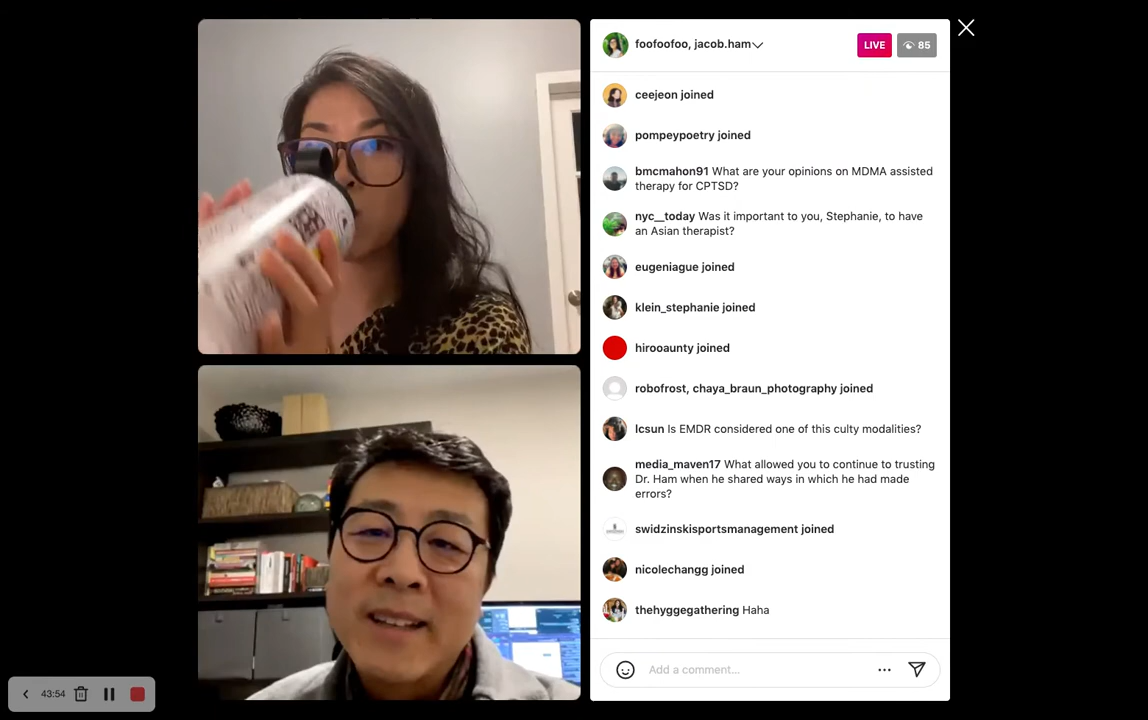 foofoofoo, jacob.ham
LIVE
85
ceejeon joined
pompeypoetry joined
bmcmahon91 What are your opinions on MDMA assisted
therapy for CPTSD?
nyc__today Was it important to you, Stephanie, to have
an Asian therapist?
eugeniague joined
klein_stephanie joined
hirooaunty joined
robofrost, chaya_braun_photography joined
lcsun Is EMDR considered one of this culty modalities?
media_maven17 What allowed you to continue to trusting
Dr. Ham when he shared ways in which he had made
errors?
swidzinskisportsmanagement joined
nicolechangg joined
thehyggegathering Haha
Add a comment...
43:54